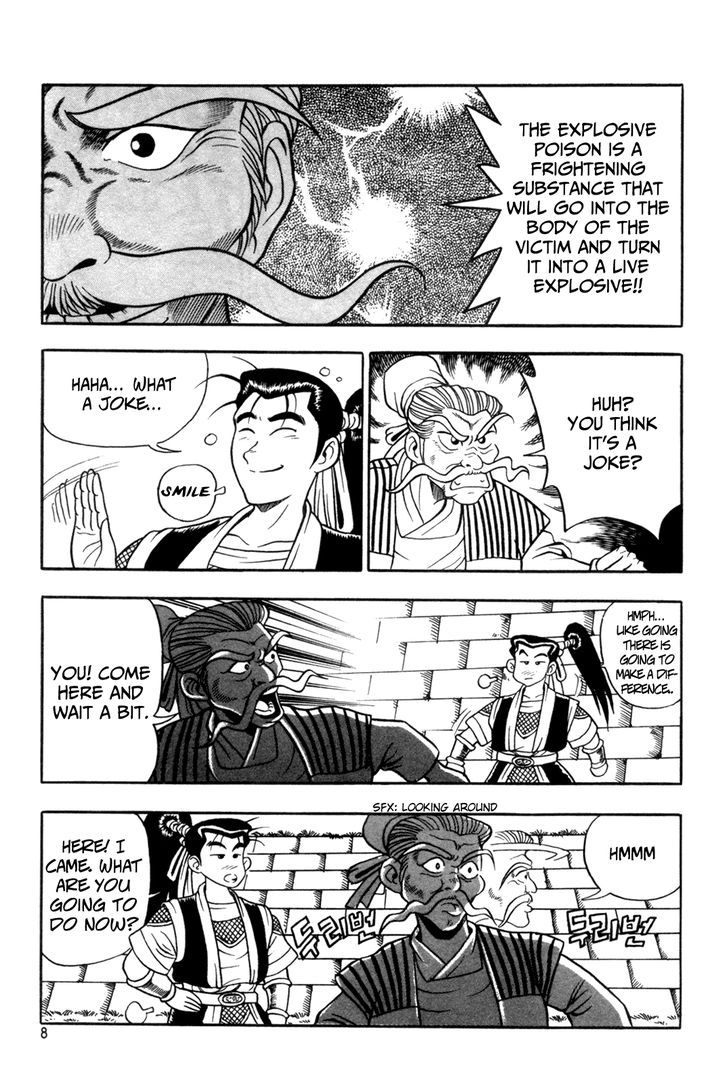 THE EXPLOSIVE
POISON IS A
FRIGHTENING
SUBSTANCE THAT
WILL GO INTO THE
BODY OF THE
VICTIM AND TURN
IT INTO A LIVE
EXPLOSIVE!!
HAHA... WHAT
A JOKE...
SMILE
HUH?
YOU THINK
IT'S A
JOKE?
YOU! COME
HERE AND
WAIT A BIT.
HMPH...
LIKE GOING
THERE IS
GOING TO
MAKE A DIF-
FERENCE..
SFX: LOOKING AROUND
HERE! I
CAME. WHAT
ARE YOU
GOING TO
DO NOW?
HMMM
두리번
두리번
8